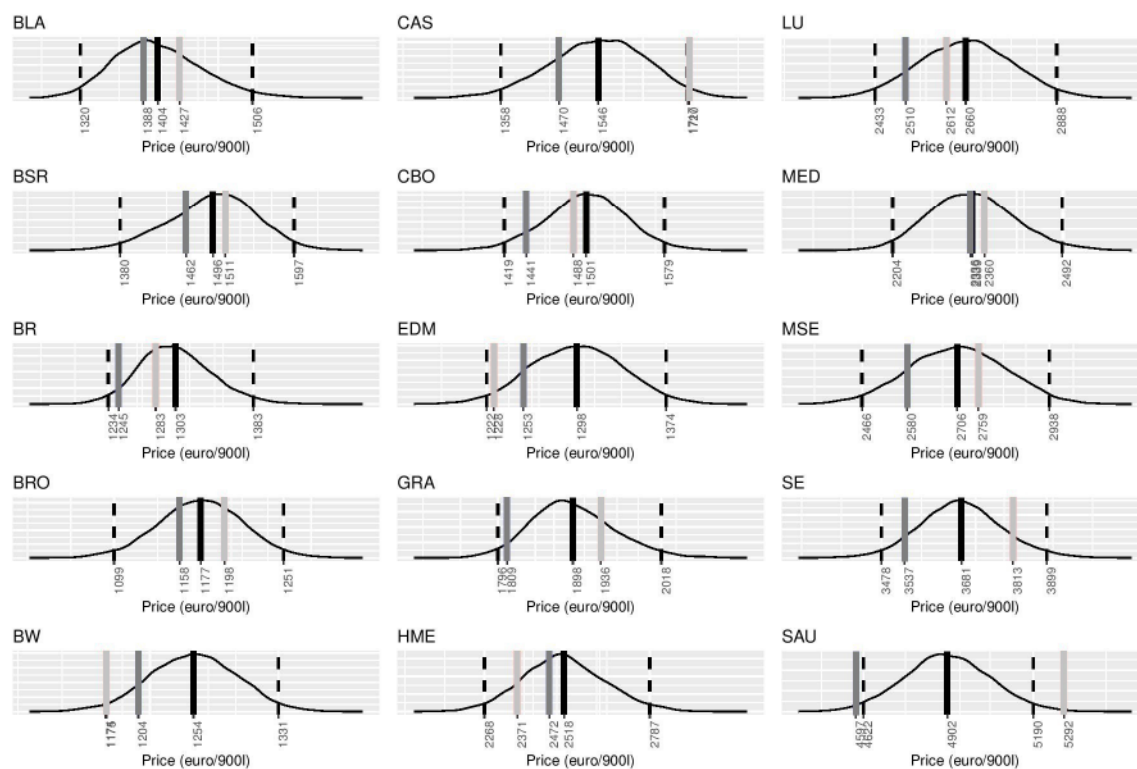 BLA
1320 1388 1404 1427 1506
Price (euro/900l)
CAS
1358 1470 1546
Price (euro/900l)
LU
2433 2510 2612 2660 2888
Price (euro/900l)
BSR
1380 1462 1496 1511 1597
Price (euro/900l)
CBO
1419 1441 1488 1501 1579
Price (euro/900l)
MED
2204 2360 2492
Price (euro/900l)
BR
1234 1245 1283 1303 1383
Price (euro/900l)
EDM
1222 1228 1253 1298 1374
Price (euro/900l)
MSE
2466 2580 2706 2759 2938
Price (euro/900l)
BRO
1099 1158 1177 1198 1251
Price (euro/900l)
GRA
1796 1809 1898 1936 2018
Price (euro/900l)
SE
3478 3537 3681 3813 3899
Price (euro/900l)
BW
1204 1254 1331
Price (euro/900l)
HME
2268 2371 2472 2518 2787
Price (euro/900l)
SAU
4597 4622 4902 5190 5292
Price (euro/900l)